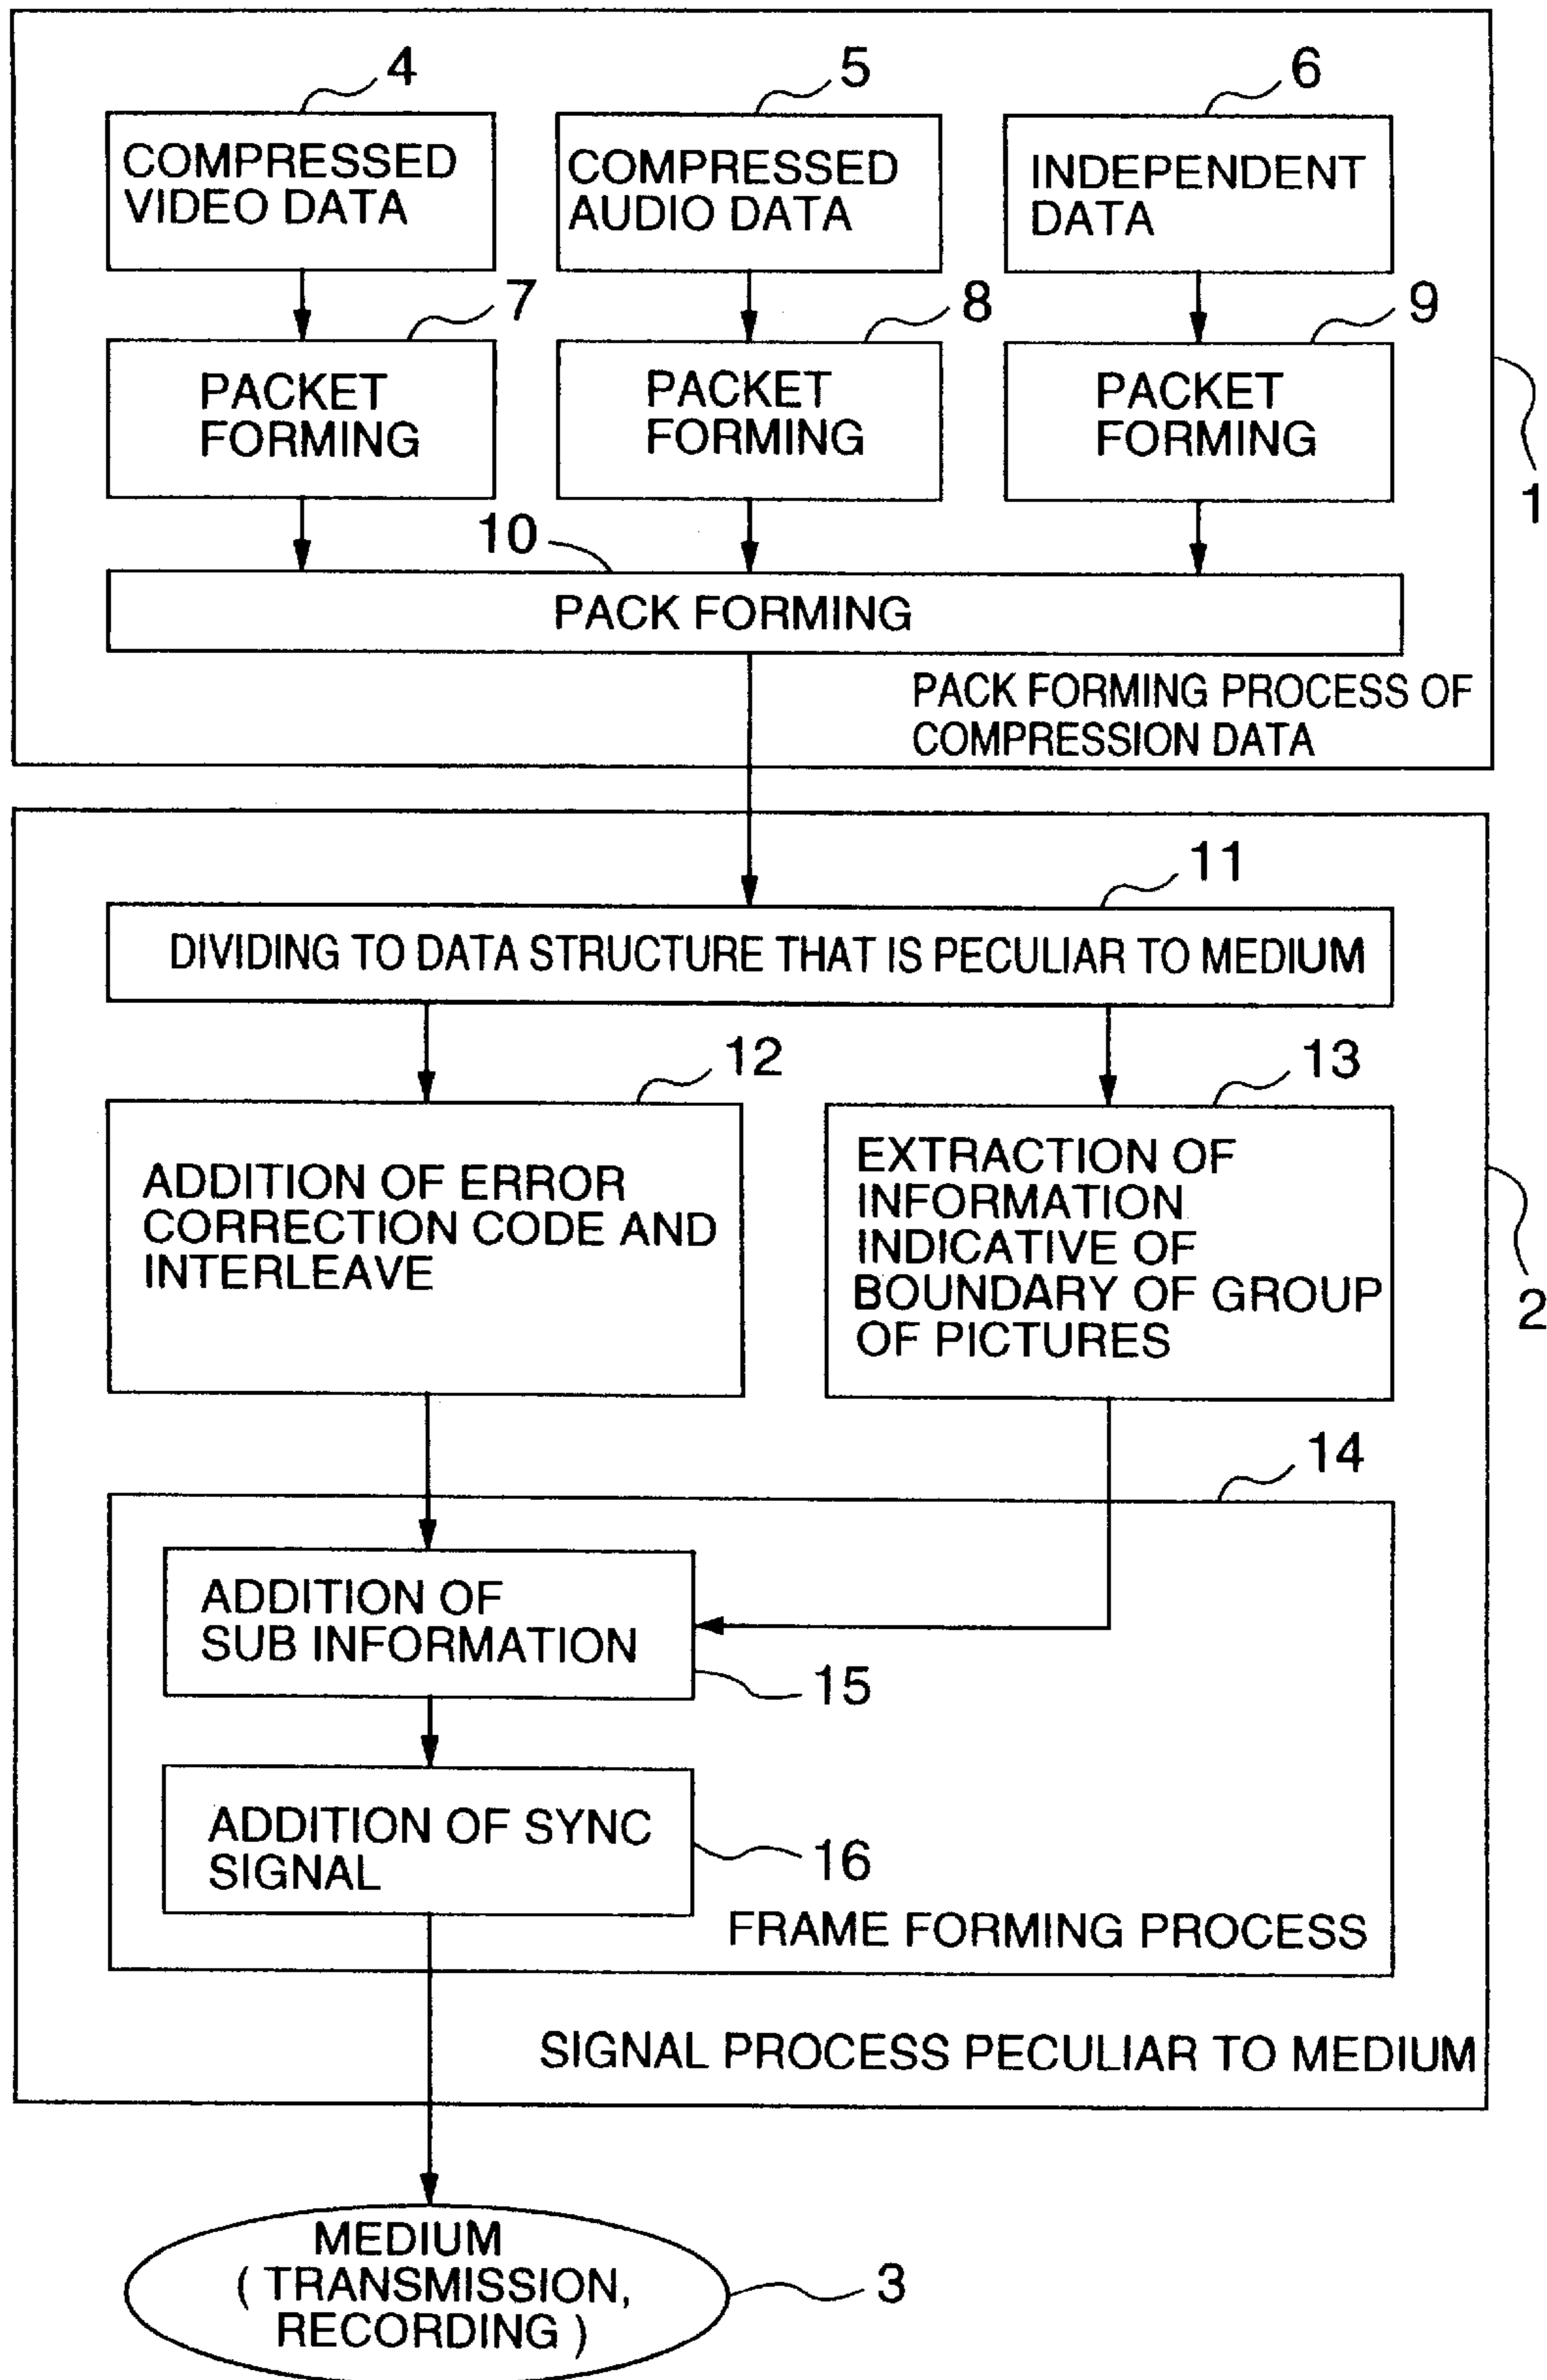 4
5
6
COMPRESSED
VIDEO DATA
COMPRESSED
AUDIO DATA
INDEPENDENT
DATA
7
8
9
PACKET
FORMING
PACKET
FORMING
PACKET
FORMING
1
10
PACK FORMING
PACK FORMING PROCESS OF
COMPRESSION DATA
11
DIVIDING TO DATA STRUCTURE THAT IS PECULIAR TO MEDIUM
12
13
ADDITION OF ERROR
CORRECTION CODE AND
INTERLEAVE
EXTRACTION OF
INFORMATION
INDICATIVE OF
BOUNDARY OF GROUP
OF PICTURES
2
14
ADDITION OF
SUB INFORMATION
15
ADDITION OF SYNC
SIGNAL
16
FRAME FORMING PROCESS
SIGNAL PROCESS PECULIAR TO MEDIUM
MEDIUM
( TRANSMISSION,
RECORDING )
3